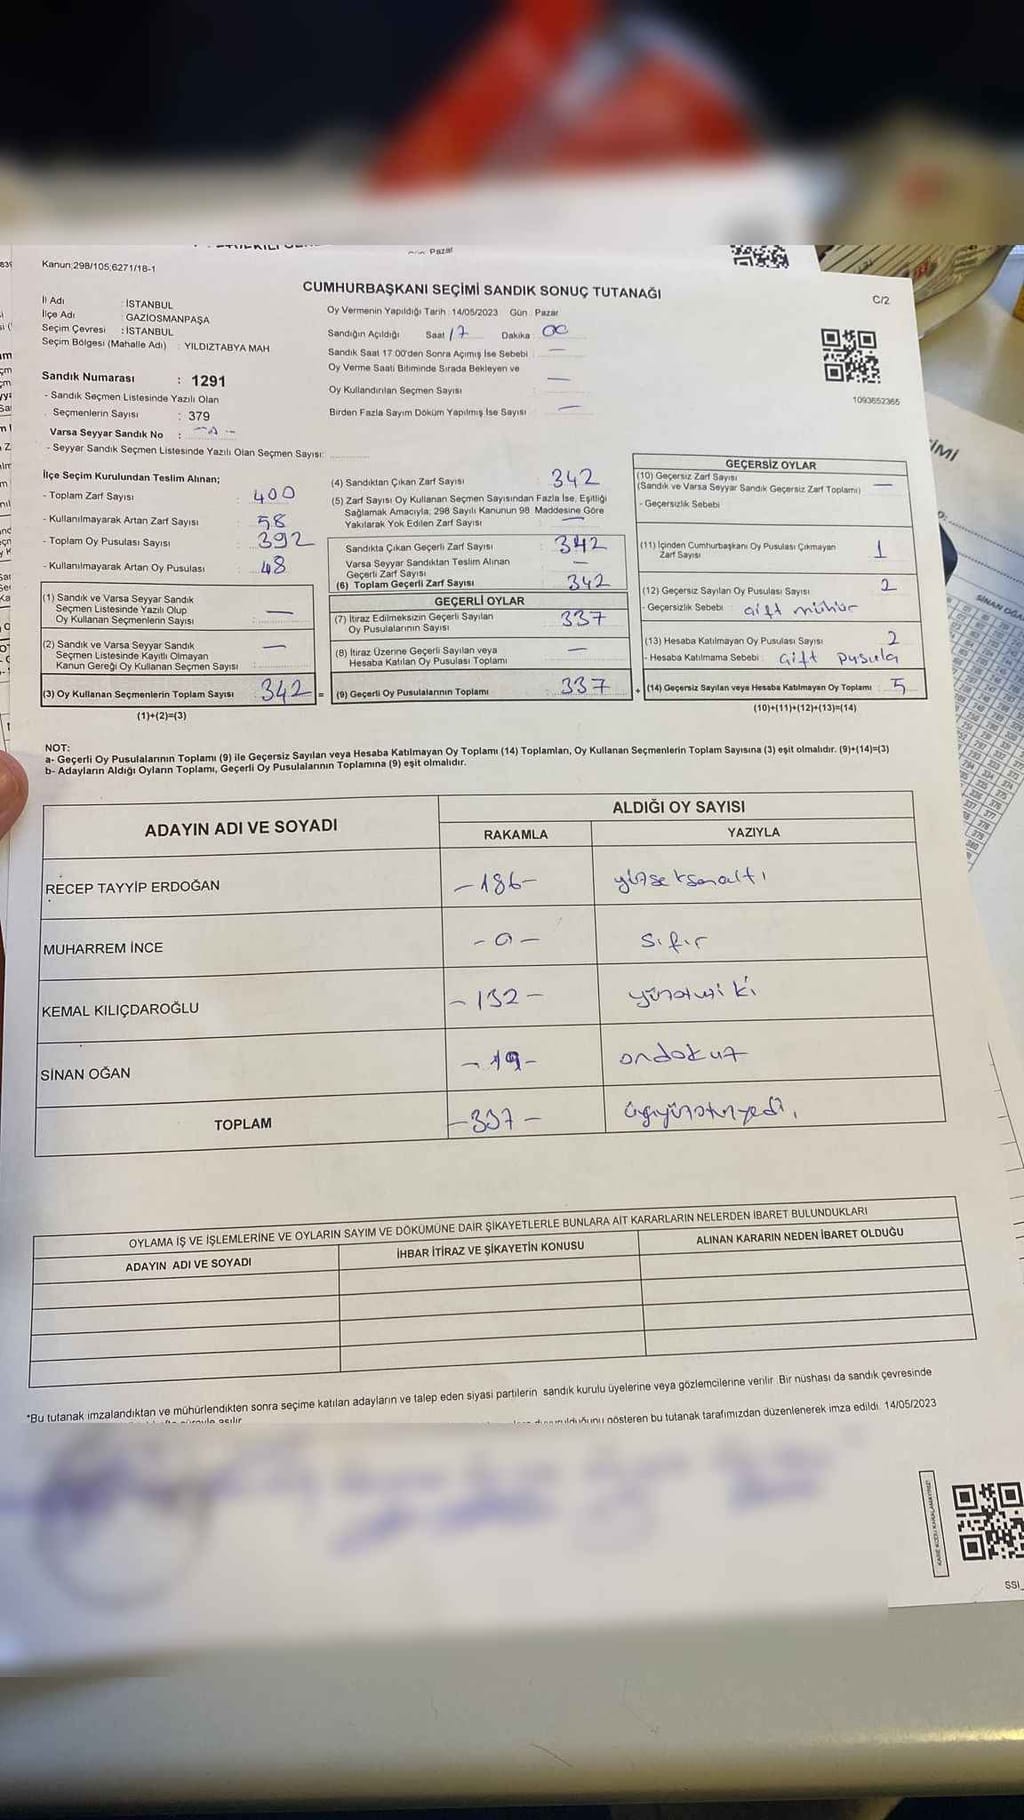 Pazar
Kanun;298/105,6271/18-1
CUMHURBAŞKANI SEÇİMİ SANDIK SONUÇ TUTANAĞI
C/2
İl Adı : İSTANBUL
İlçe Adı : GAZİOSMANPAŞA
Seçim Çevresi : İSTANBUL
Seçim Bölgesi (Mahalle Adı) : YILDIZTABYA MAH
Oy Vermenin Yapıldığı Tarih : 14/05/2023 Gün : Pazar
Sandığın Açıldığı Saat 17 Dakika : 00
Sandık Saat 17.00'den Sonra Açımış İse Sebebi : —
Oy Verme Saati Bitiminde Sırada Bekleyen ve
Oy Kullandırılan Seçmen Sayısı : —
Birden Fazla Sayım Döküm Yapılmış İse Sayısı : —
1093652365
Sandık Numarası : 1291
- Sandık Seçmen Listesinde Yazılı Olan
Seçmenlerin Sayısı : 379
Varsa Seyyar Sandık No :
- Seyyar Sandık Seçmen Listesinde Yazılı Olan Seçmen Sayısı:
İlçe Seçim Kurulundan Teslim Alınan;
- Toplam Zarf Sayısı : 400
- Kullanılmayarak Artan Zarf Sayısı : 58
- Toplam Oy Pusulası Sayısı : 392
- Kullanılmayarak Artan Oy Pusulası : 48
(1) Sandık ve Varsa Seyyar Sandık
Seçmen Listesinde Yazılı Olup
Oy Kullanan Seçmenlerin Sayısı : —
(2) Sandık ve Varsa Seyyar Sandık
Seçmen Listesinde Kayıtlı Olmayan
Kanun Gereği Oy Kullanan Seçmen Sayısı : —
(3) Oy Kullanan Seçmenlerin Toplam Sayısı : 342 =
(1)+(2)=(3)
(4) Sandıktan Çıkan Zarf Sayısı : 342
(5) Zarf Sayısı Oy Kullanan Seçmen Sayısından Fazla İse, Eşitliği
Sağlamak Amacıyla; 298 Sayılı Kanunun 98. Maddesine Göre
Yakılarak Yok Edilen Zarf Sayısı : —
Sandıkta Çıkan Geçerli Zarf Sayısı : 342
Varsa Seyyar Sandıktan Teslim Alınan
Geçerli Zarf Sayısı : —
(6) Toplam Geçerli Zarf Sayısı : 342
GEÇERLİ OYLAR
(7) İtiraz Edilmeksizin Geçerli Sayılan
Oy Pusulalarının Sayısı : 337
(8) İtiraz Üzerine Geçerli Sayılan veya
Hesaba Katılan Oy Pusulası Toplamı : —
(9) Geçerli Oy Pusulalarının Toplamı : 337 +
GEÇERSİZ OYLAR
(10) Geçersiz Zarf Sayısı
(Sandık ve Varsa Seyyar Sandık Geçersiz Zarf Toplamı) : —
- Geçersizlik Sebebi
(11) İçinden Cumhurbaşkanı Oy Pusulası Çıkmayan
Zarf Sayısı : 1
(12) Geçersiz Sayılan Oy Pusulası Sayısı : 2
- Geçersizlik Sebebi : çift mühür
(13) Hesaba Katılmayan Oy Pusulası Sayısı : 2
- Hesaba Katılmama Sebebi : Çift pusula
(14) Geçersiz Sayılan veya Hesaba Katılmayan Oy Toplamı : 5
(10)+(11)+(12)+(13)=(14)
NOT:
a- Geçerli Oy Pusulalarının Toplamı (9) ile Geçersiz Sayılan veya Hesaba Katılmayan Oy Toplamı (14) Toplamları, Oy Kullanan Seçmenlerin Toplam Sayısına (3) eşit olmalıdır. (9)+(14)=(3)
b- Adayların Aldığı Oyların Toplamı, Geçerli Oy Pusulalarının Toplamına (9) eşit olmalıdır.
ADAYIN ADI VE SOYADI
ALDIĞI OY SAYISI
RAKAMLA YAZIYLA
RECEP TAYYİP ERDOĞAN -186- yüzseksenaltı
MUHARREM İNCE -0- sıfır
KEMAL KILIÇDAROĞLU -132- yüzotuziki
SİNAN OĞAN -19- ondokuz
TOPLAM -337- üçyüzotuzyedi
OYLAMA İŞ VE İŞLEMLERİNE VE OYLARIN SAYIM VE DÖKÜMÜNE DAİR ŞİKAYETLERLE BUNLARA AİT KARARLARIN NELERDEN İBARET BULUNDUKLARI
ADAYIN ADI VE SOYADI İHBAR İTİRAZ VE ŞİKAYETİN KONUSU ALINAN KARARIN NEDEN İBARET OLDUĞU
*Bu tutanak imzalandıktan ve mühürlendikten sonra seçime katılan adayların ve talep eden siyasi partilerin sandık kurulu üyelerine veya gözlemcilerine verilir. Bir nüshası da sandık çevresinde
gösteren bu tutanak tarafımızdan düzenlenerek imza edildi. 14/05/2023
SSI_
SİNAN OĞA